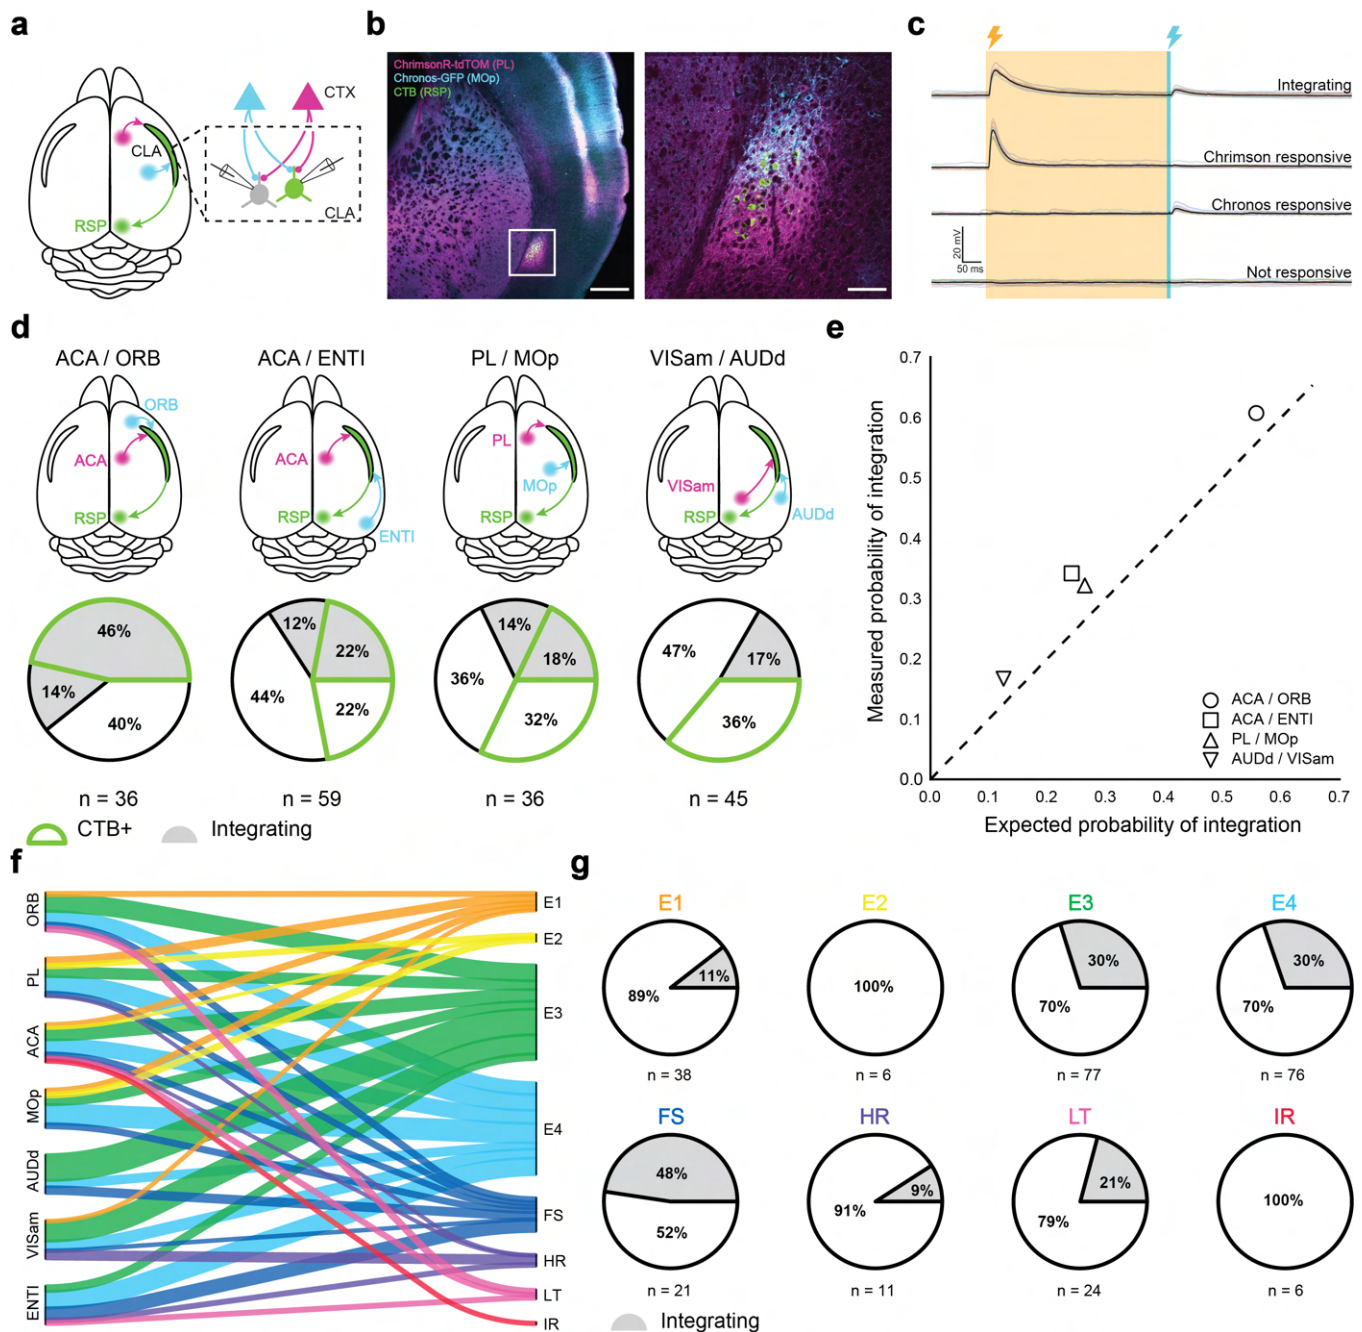 a
CTX
CLA
RSP
CLA
b
ChrimsonR-tdTOM (PL)
Chronos-GFP (MOp)
CTB (RSP)
c
Integrating
Chrimson responsive
Chronos responsive
Not responsive
20 mV
50 ms
d
ACA / ORB
ACA / ENTl
PL / MOp
VISam / AUDd
ORB
ACA
RSP
ACA
RSP
ENTl
PL
MOp
RSP
VISam
RSP
AUDd
46%
14%
40%
12%
22%
44%
22%
14%
18%
36%
32%
47%
17%
36%
n = 36
n = 59
n = 36
n = 45
CTB+
Integrating
e
Measured probability of integration
0.7
0.6
0.5
0.4
0.3
0.2
0.1
0.0
0.0 0.1 0.2 0.3 0.4 0.5 0.6 0.7
Expected probability of integration
ACA / ORB
ACA / ENTl
PL / MOp
AUDd / VISam
f
ORB
PL
ACA
MOp
AUDd
VISam
ENTl
E1
E2
E3
E4
FS
HR
LT
IR
g
E1
E2
E3
E4
89%
11%
100%
30%
70%
30%
70%
n = 38
n = 6
n = 77
n = 76
FS
HR
LT
IR
48%
52%
91%
9%
79%
21%
100%
n = 21
n = 11
n = 24
n = 6
Integrating